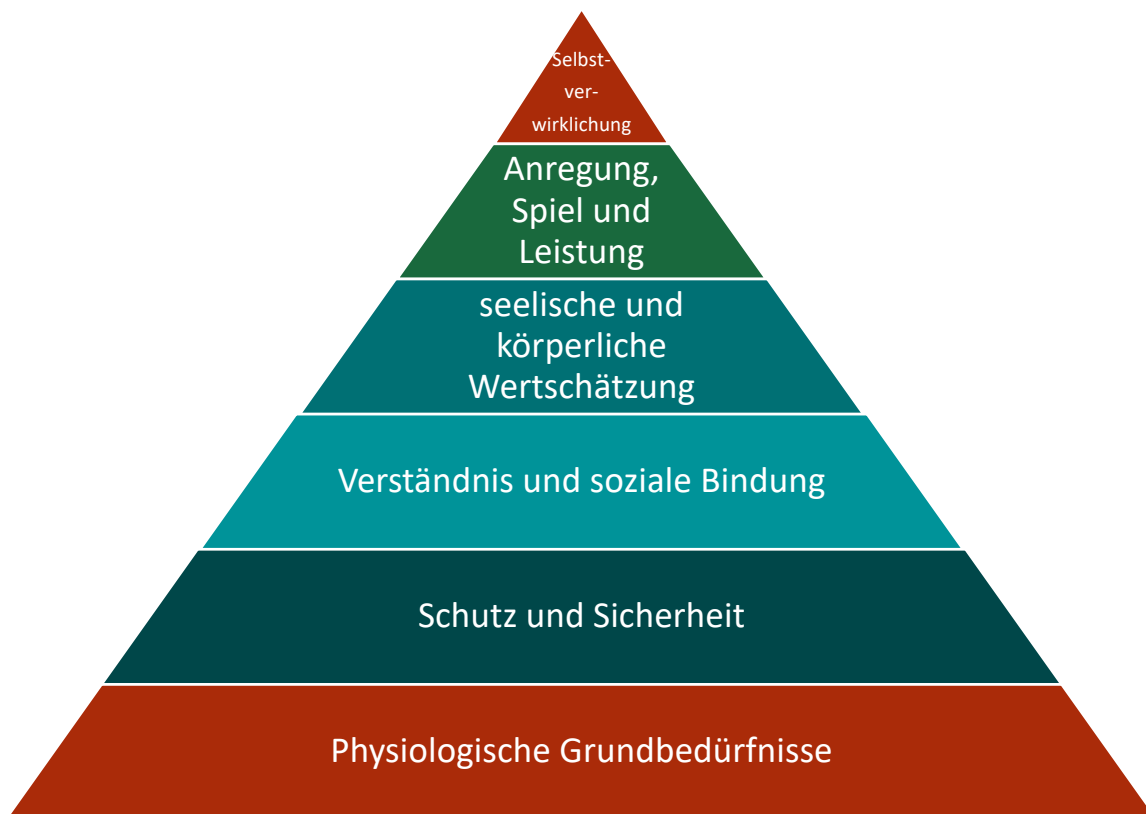 Selbst-
ver-
wirklichung
Anregung,
Spiel und
Leistung
seelische und
körperliche
Wertschätzung
Verständnis und soziale Bindung
Schutz und Sicherheit
Physiologische Grundbedürfnisse